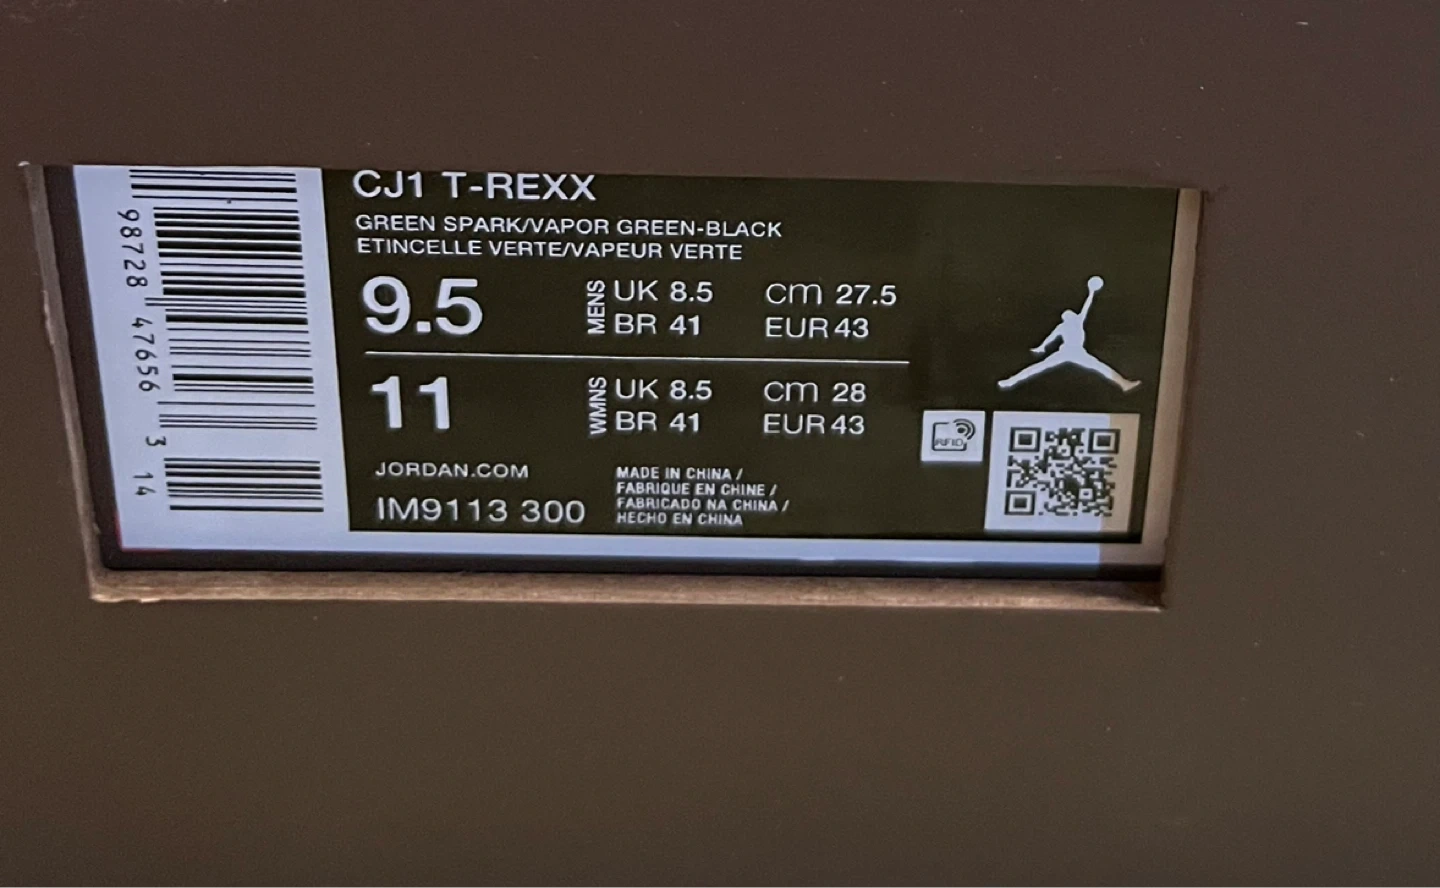 98728 47656 3 14
CJ1 T-REXX
GREEN SPARK/VAPOR GREEN-BLACK
ETINCELLE VERTE/VAPEUR VERTE
9.5 MENS UK 8.5 cm 27.5
BR 41 EUR 43
11 WMNS UK 8.5 cm 28
BR 41 EUR 43
JORDAN.COM
IM9113 300
MADE IN CHINA /
FABRIQUE EN CHINE /
FABRICADO NA CHINA /
HECHO EN CHINA
RFID